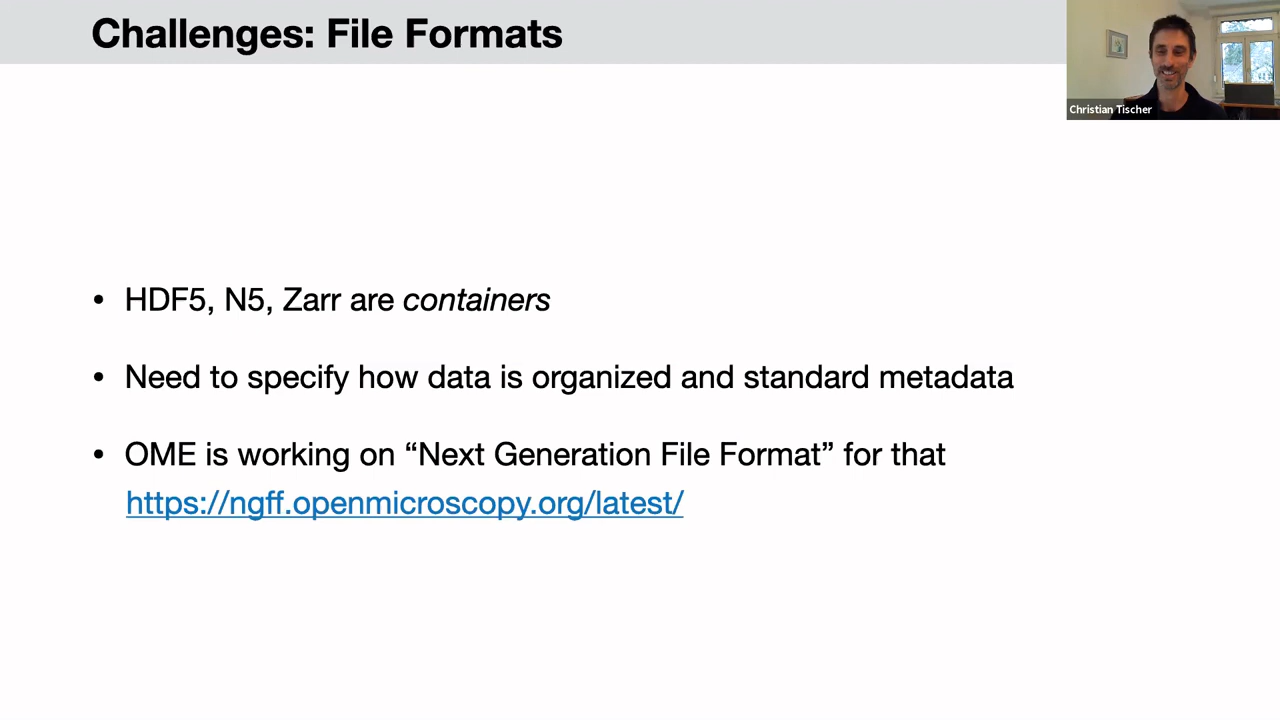 Challenges: File Formats
Christian Tischer
• HDF5, N5, Zarr are containers
• Need to specify how data is organized and standard metadata
• OME is working on “Next Generation File Format” for that
https://ngff.openmicroscopy.org/latest/